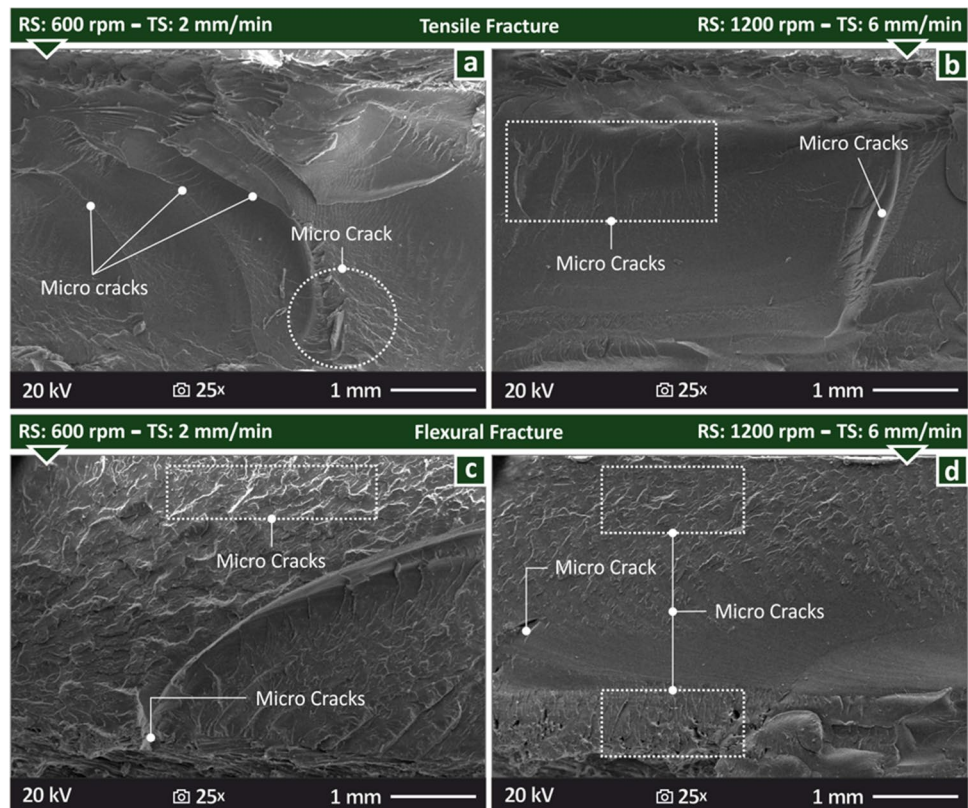 RS: 600 rpm – TS: 2 mm/min Tensile Fracture RS: 1200 rpm – TS: 6 mm/min
a
Micro cracks
Micro Crack
20 kV 25x 1 mm
b
Micro Cracks
Micro Cracks
20 kV 25x 1 mm
RS: 600 rpm – TS: 2 mm/min Flexural Fracture RS: 1200 rpm – TS: 6 mm/min
c
Micro Cracks
Micro Cracks
20 kV 25x 1 mm
d
Micro Crack
Micro Cracks
20 kV 25x 1 mm